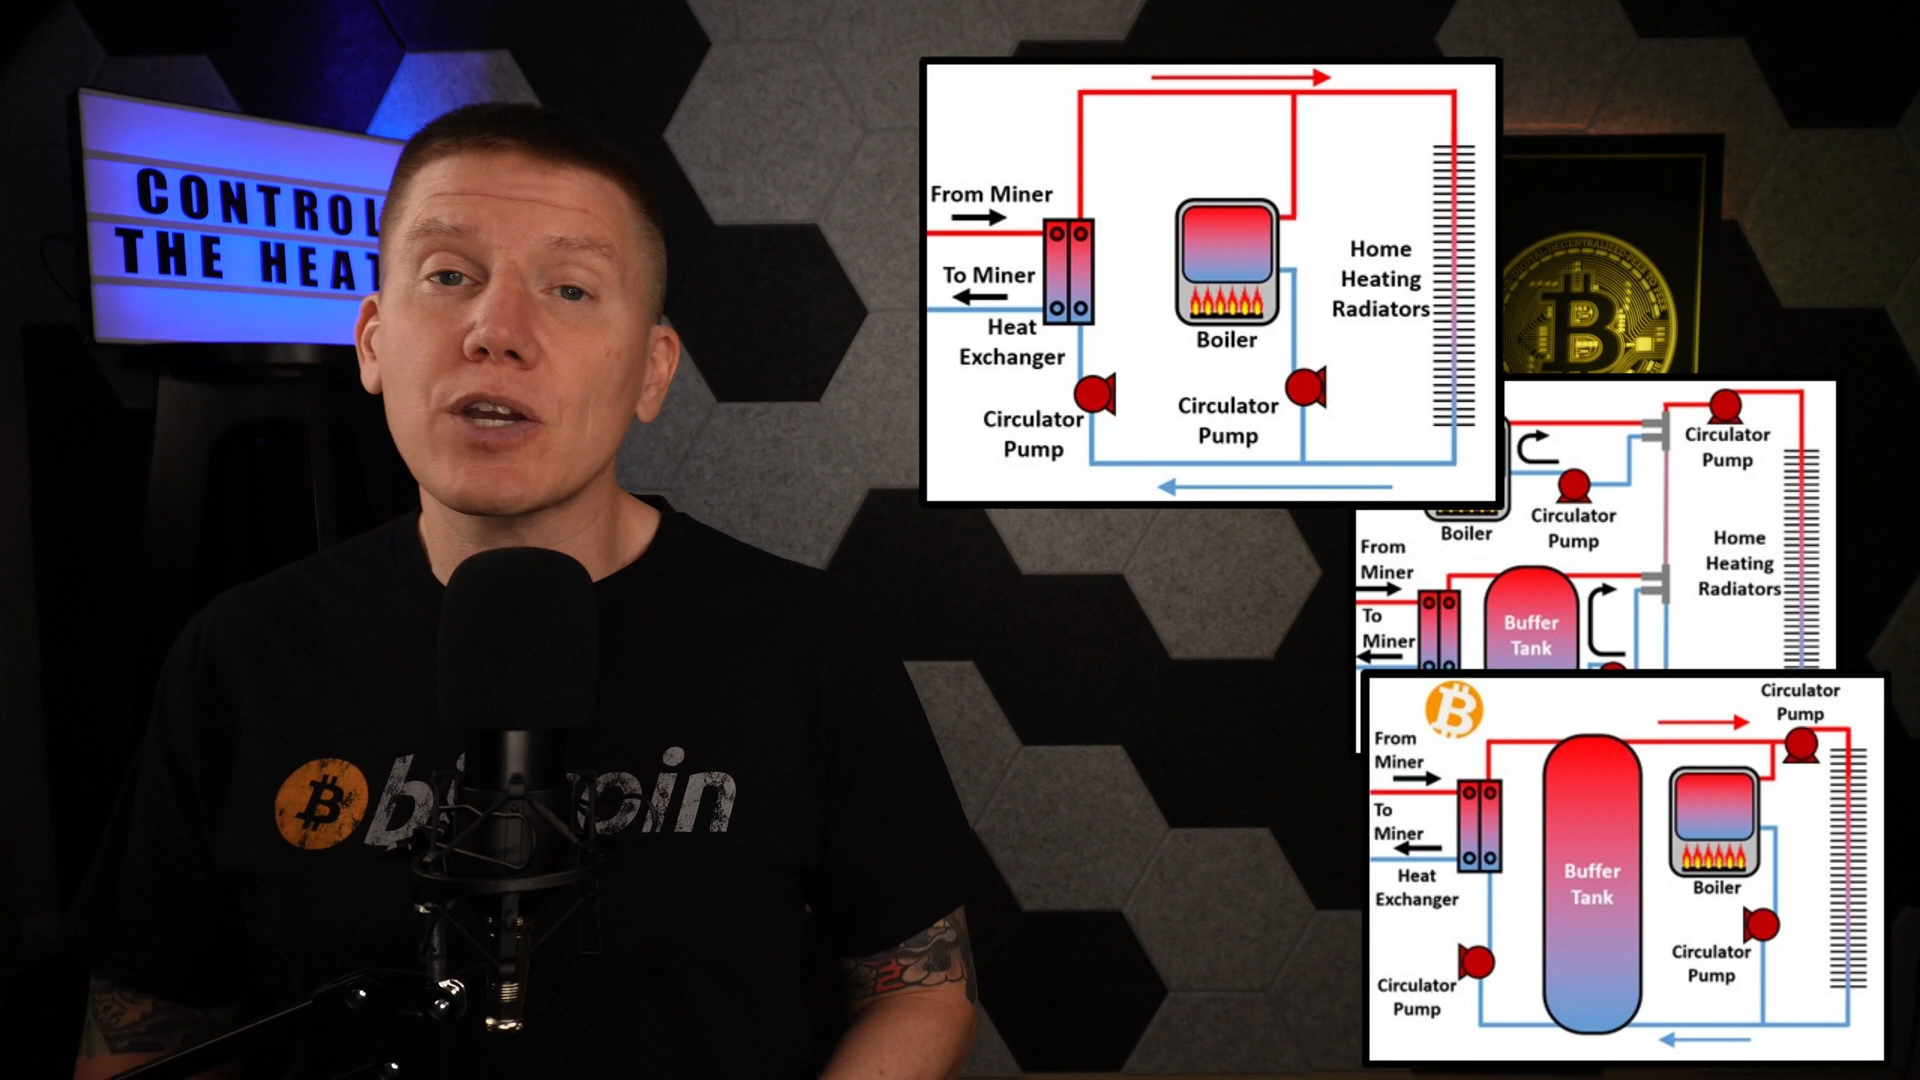 CONTROL
THE HEAT
bitcoin
From Miner
To Miner
Heat
Exchanger
Circulator
Pump
Boiler
Circulator
Pump
Home
Heating
Radiators
Circulator
Pump
Circulator
Pump
Boiler
From
Miner
To
Miner
Buffer
Tank
Home
Heating
Radiators
From
Miner
To
Miner
Heat
Exchanger
Circulator
Pump
Buffer
Tank
Boiler
Circulator
Pump
Circulator
Pump